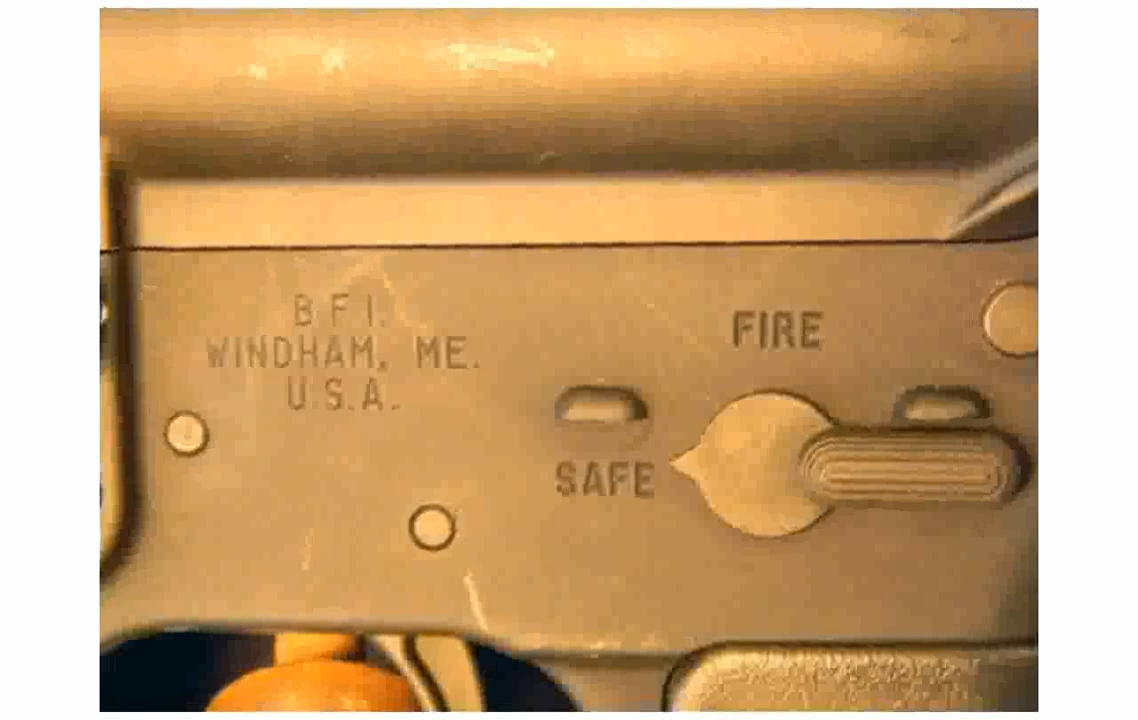 B F I.
WINDHAM, ME.
U.S.A.
FIRE
SAFE